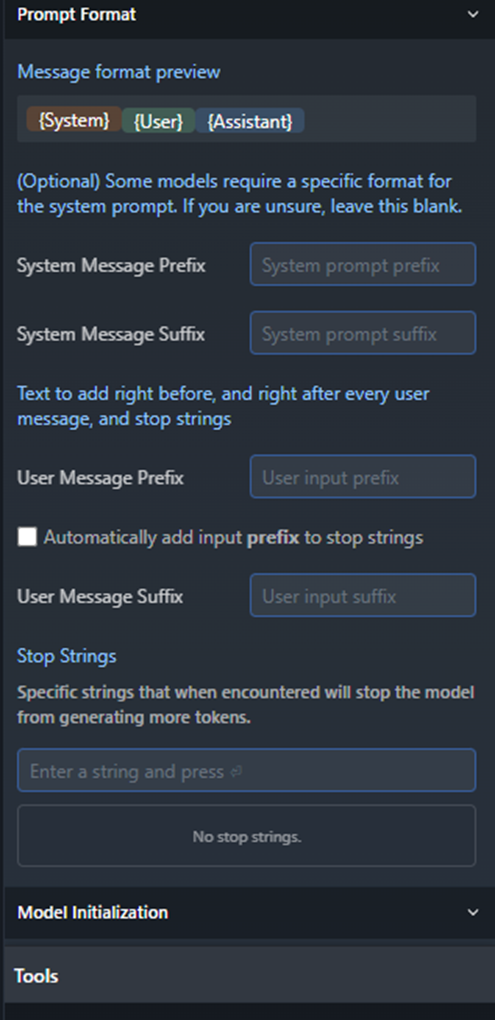 Prompt Format
Message format preview
{System} {User} {Assistant}
(Optional) Some models require a specific format for
the system prompt. If you are unsure, leave this blank.
System Message Prefix System prompt prefix
System Message Suffix System prompt suffix
Text to add right before, and right after every user
message, and stop strings
User Message Prefix User input prefix
Automatically add input prefix to stop strings
User Message Suffix User input suffix
Stop Strings
Specific strings that when encountered will stop the model
from generating more tokens.
Enter a string and press ⏎
No stop strings.
Model Initialization
Tools